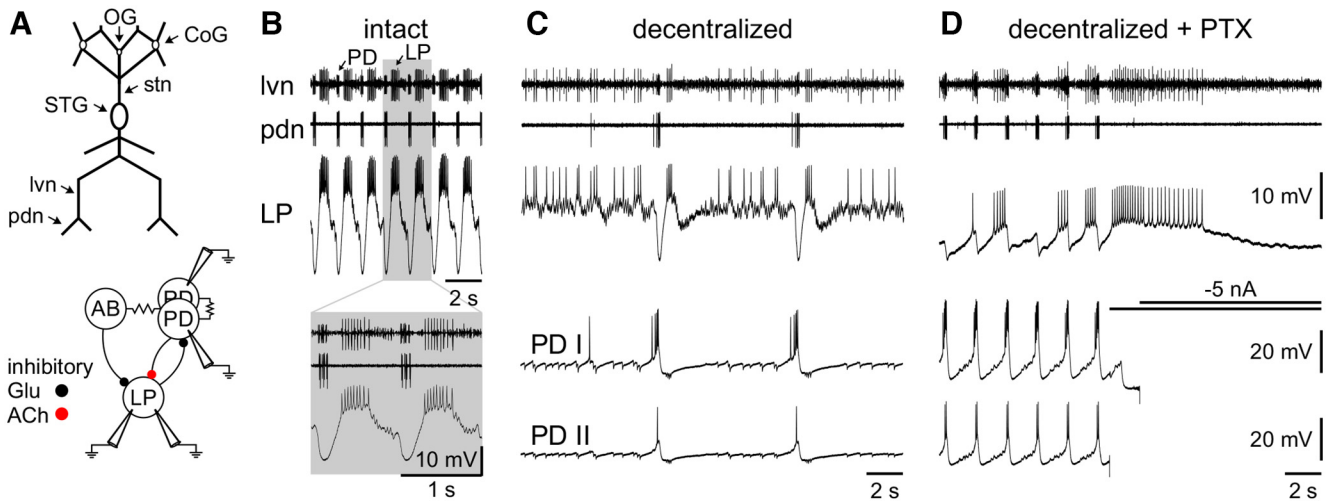 A
OG
CoG
stn
STG
lvn
pdn
AB
PD
PD
inhibitory
Glu
ACh
LP
B
intact
PD
LP
lvn
pdn
LP
2 s
10 mV
1 s
C
decentralized
PD I
PD II
2 s
D
decentralized + PTX
10 mV
-5 nA
20 mV
20 mV
2 s